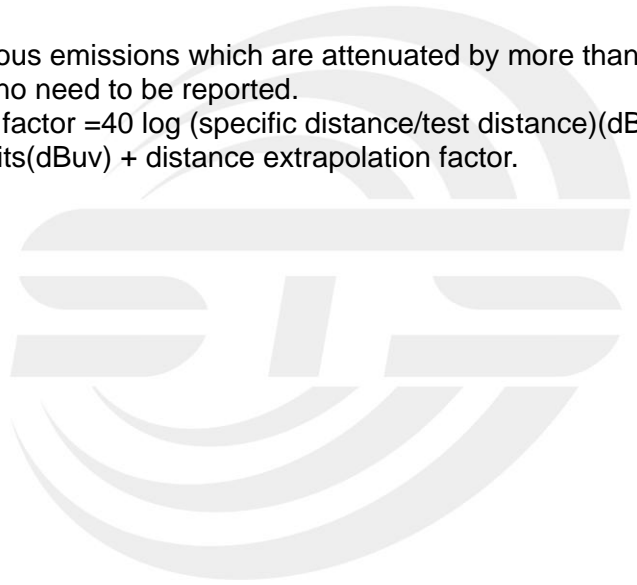 ous emissions which are attenuated by more than
no need to be reported.
factor =40 log (specific distance/test distance)(dB
its(dBuv) + distance extrapolation factor.
STS